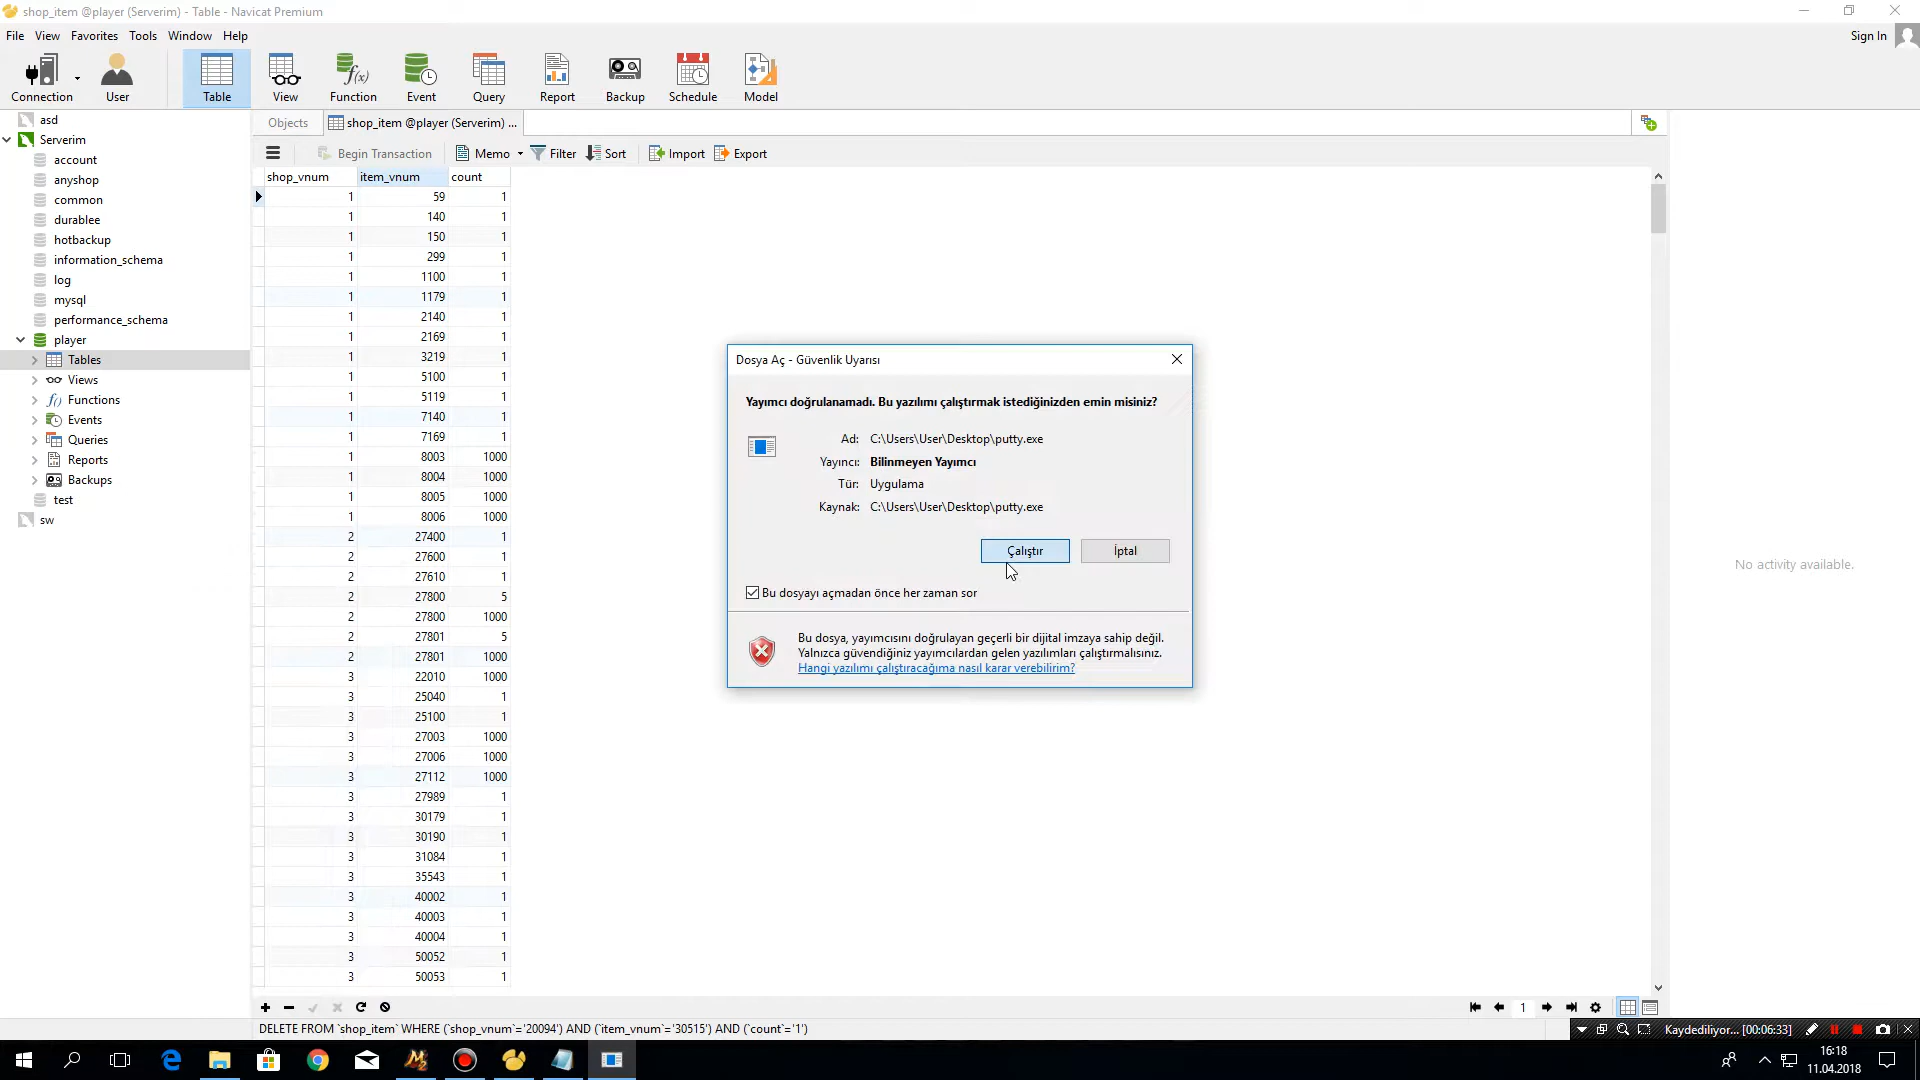 shop_item @player (Serverim) - Table - Navicat Premium
File View Favorites Tools Window Help
Sign In
Connection User Table View Function Event Query Report Backup Schedule Model
asd
Serverim
account
anyshop
common
durablee
hotbackup
information_schema
log
mysql
performance_schema
player
Tables
Views
Functions
Events
Queries
Reports
Backups
test
sw
Objects shop_item @player (Serverim) ...
Begin Transaction Memo Filter Sort Import Export
shop_vnum item_vnum count
1 59 1
1 140 1
1 150 1
1 299 1
1 1100 1
1 1179 1
1 2140 1
1 2169 1
1 3219 1
1 5100 1
1 5119 1
1 7140 1
1 7169 1
1 8003 1000
1 8004 1000
1 8005 1000
1 8006 1000
2 27400 1
2 27600 1
2 27610 1
2 27800 5
2 27800 1000
2 27801 5
2 27801 1000
3 22010 1000
3 25040 1
3 25100 1
3 27003 1000
3 27006 1000
3 27112 1000
3 27989 1
3 30179 1
3 30190 1
3 31084 1
3 35543 1
3 40002 1
3 40003 1
3 40004 1
3 50052 1
3 50053 1
Dosya Aç - Güvenlik Uyarısı
Yayımcı doğrulanamadı. Bu yazılımı çalıştırmak istediğinizden emin misiniz?
Ad: C:\Users\User\Desktop\putty.exe
Yayıncı: Bilinmeyen Yayımcı
Tür: Uygulama
Kaynak: C:\Users\User\Desktop\putty.exe
Çalıştır İptal
Bu dosyayı açmadan önce her zaman sor
Bu dosya, yayımcısını doğrulayan geçerli bir dijital imzaya sahip değil.
Yalnızca güvendiğiniz yayımcılardan gelen yazılımları çalıştırmalısınız.
Hangi yazılımı çalıştıracağıma nasıl karar verebilirim?
No activity available.
1
DELETE FROM `shop_item` WHERE (`shop_vnum`='20094') AND (`item_vnum`='30515') AND (`count`='1')
Kaydediliyor... [00:06:33]
16:18
11.04.2018